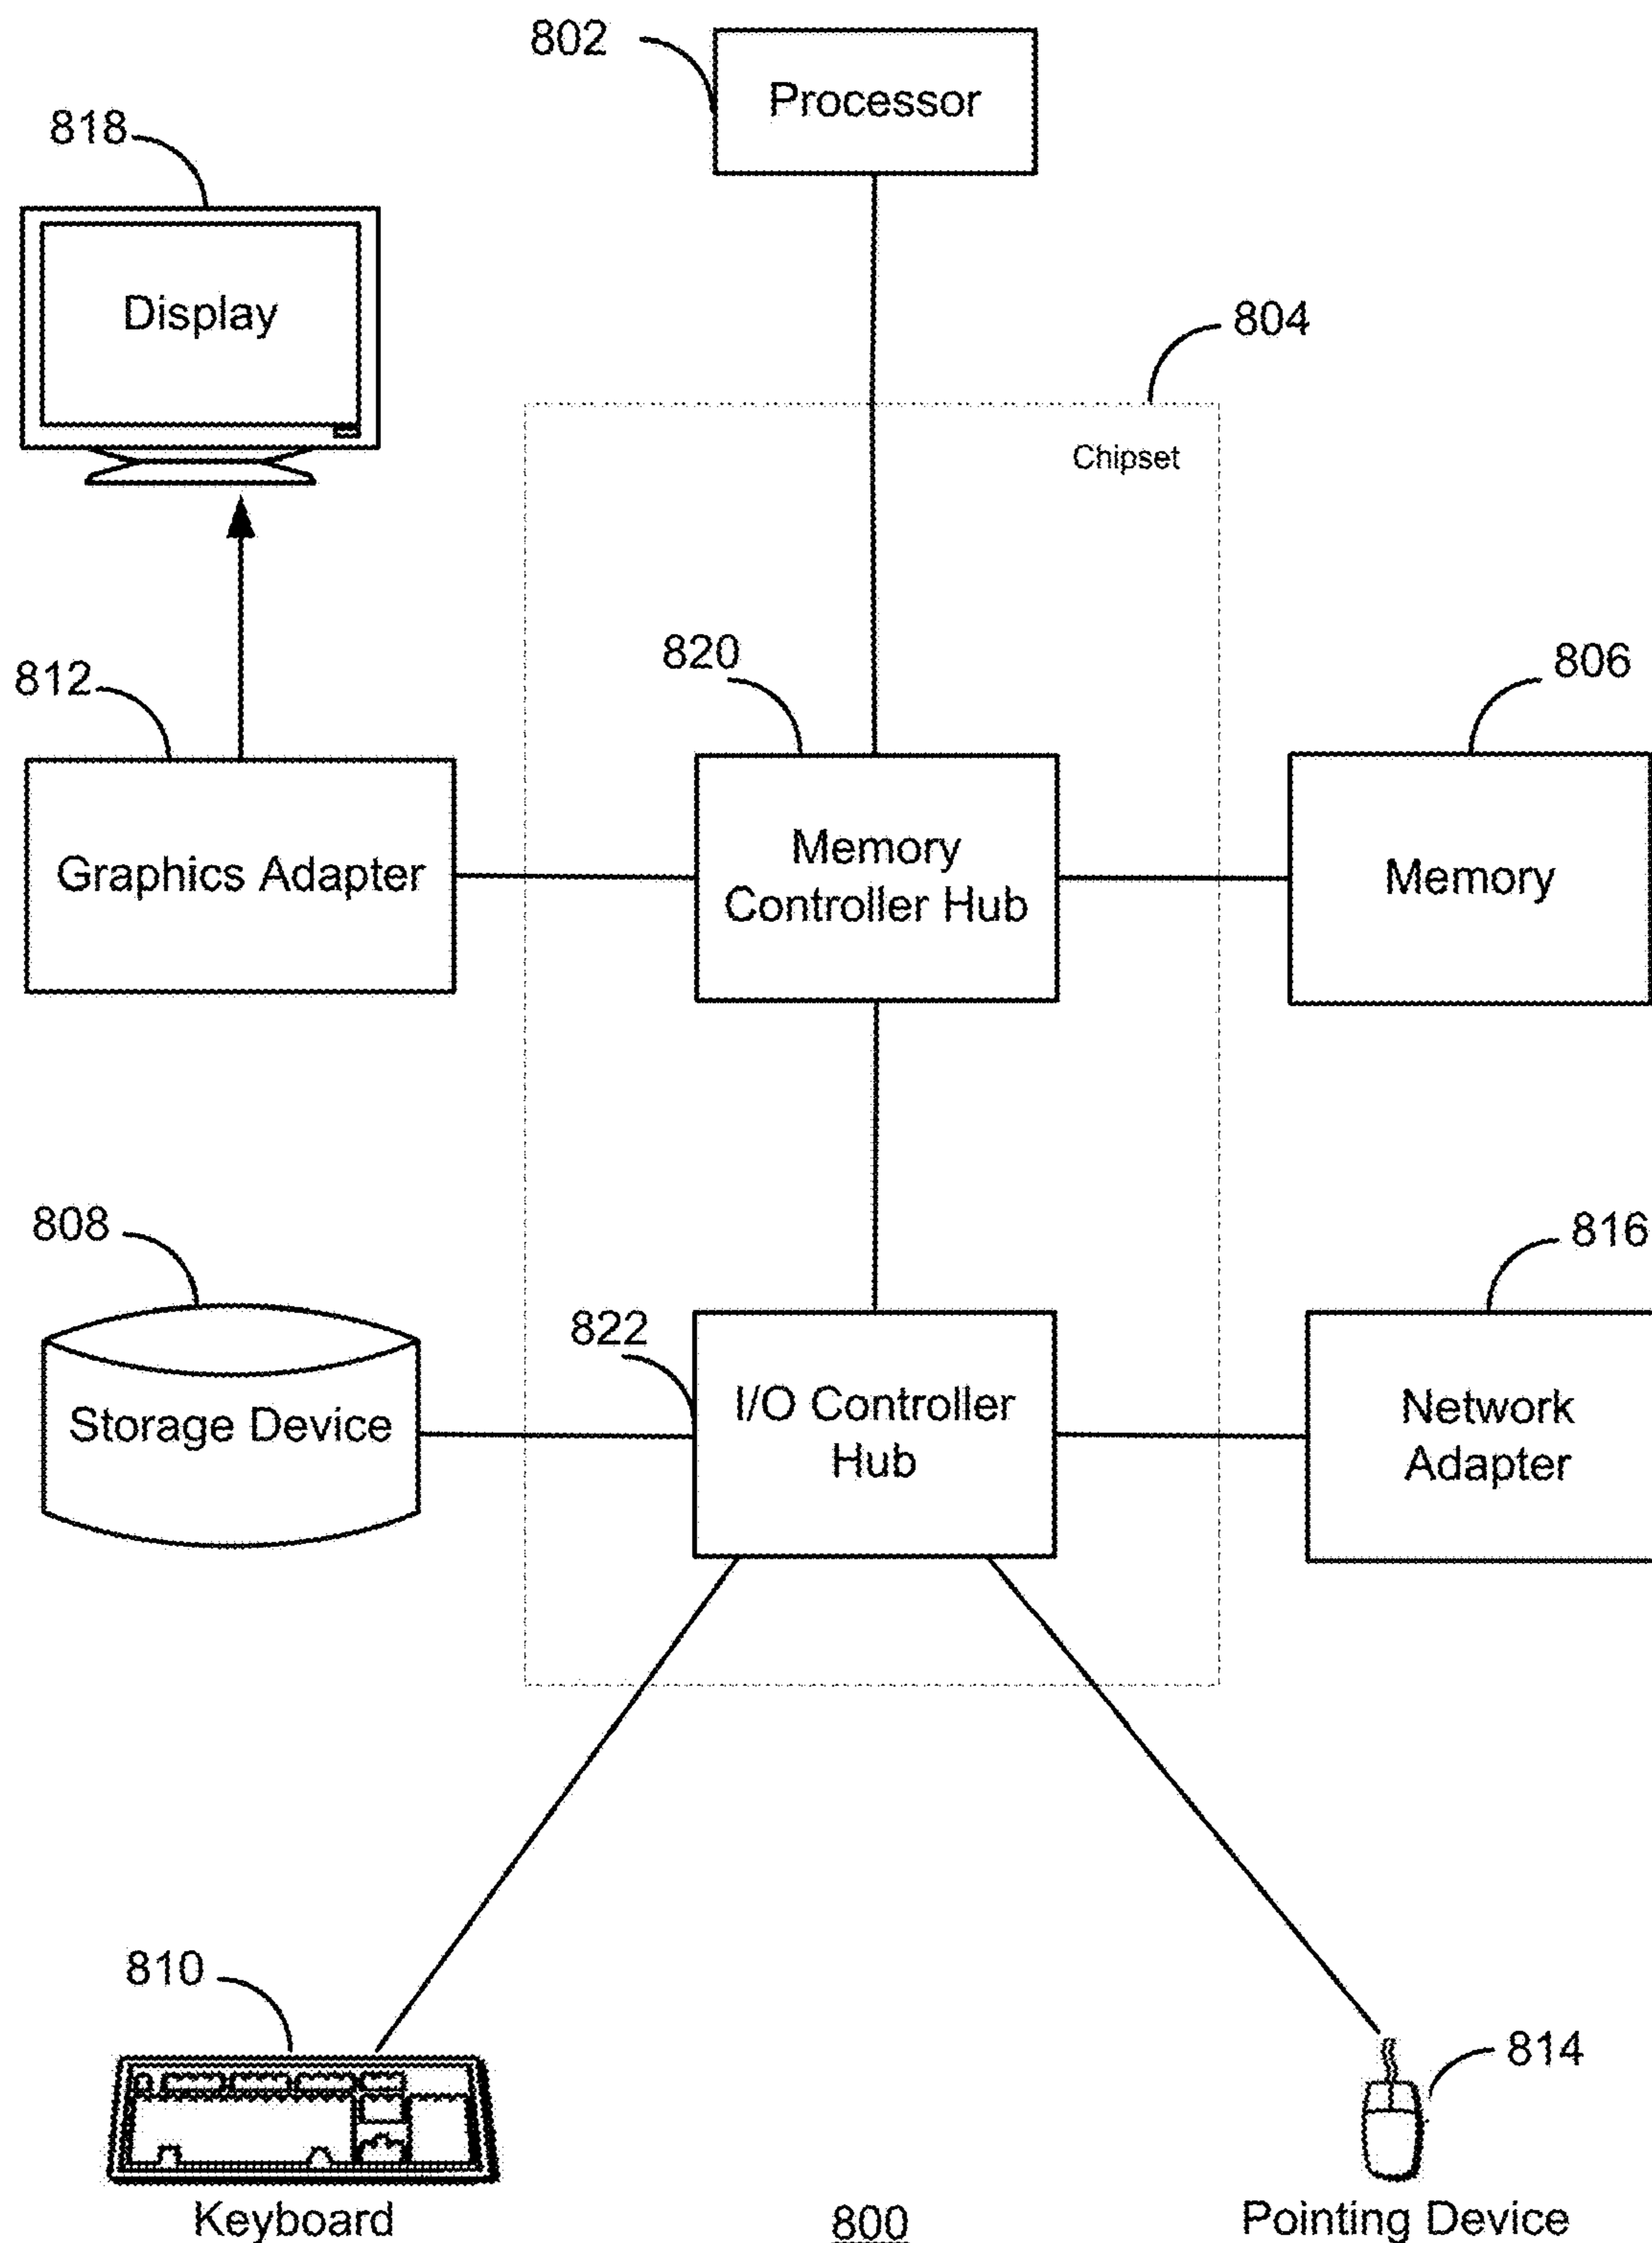 802
Processor
818
Display
804
Chipset
820
806
812
Memory
Controller Hub
Graphics Adapter
Memory
808
816
822
I/O Controller
Hub
Storage Device
Network
Adapter
810
814
Keyboard
800
Pointing Device